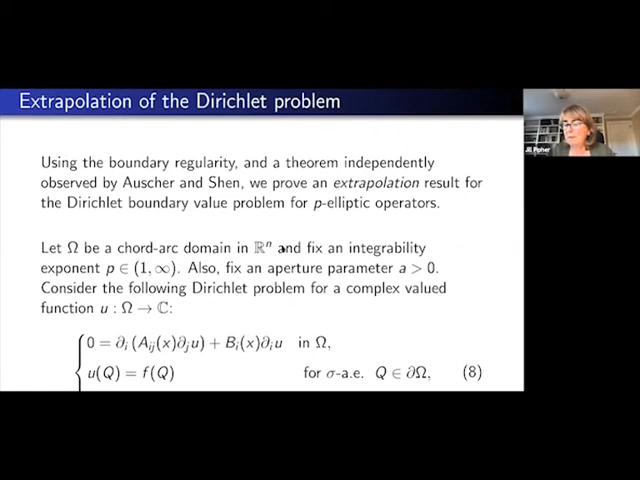 Extrapolation of the Dirichlet problem
Using the boundary regularity, and a theorem independently
observed by Auscher and Shen, we prove an extrapolation result for
the Dirichlet boundary value problem for p-elliptic operators.
Let Ω be a chord-arc domain in ℝⁿ and fix an integrability
exponent p ∈ (1, ∞). Also, fix an aperture parameter a > 0.
Consider the following Dirichlet problem for a complex valued
function u : Ω → ℂ:
0 = ∂ᵢ (Aᵢⱼ(x)∂ⱼu) + Bᵢ(x)∂ᵢu in Ω,
u(Q) = f(Q) for σ-a.e. Q ∈ ∂Ω, (8)
Jill Pipher